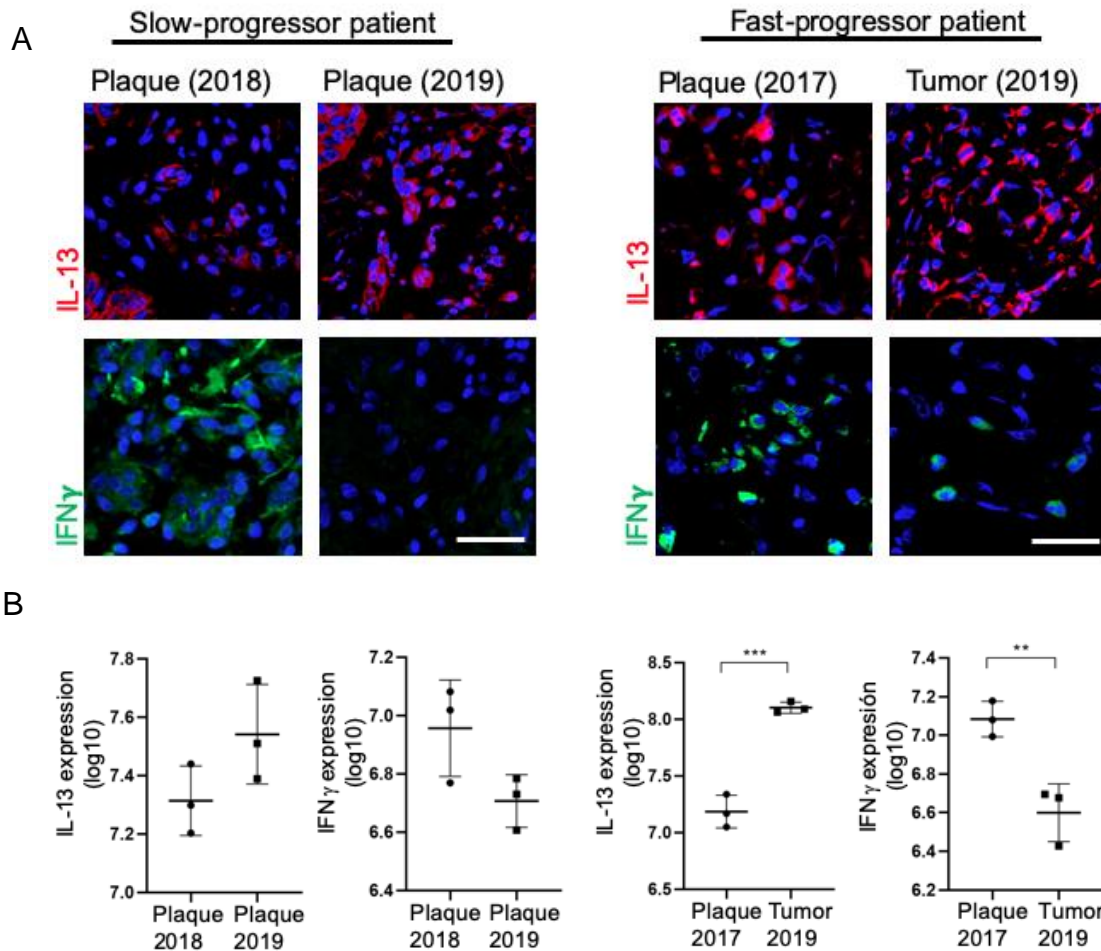 A
Slow-progressor patient
Fast-progressor patient
Plaque (2018)
Plaque (2019)
Plaque (2017)
Tumor (2019)
IL-13
IL-13
IFNγ
IFNγ
B
IL-13 expression
(log10)
7.8
7.6
7.4
7.2
7.0
Plaque
2018
Plaque
2019
IFNγ expression
(log10)
7.2
7.0
6.8
6.6
6.4
Plaque
2018
Plaque
2019
IL-13 expression
(log10)
8.5
8.0
7.5
7.0
6.5
***
Plaque
2017
Tumor
2019
IFNγ expresión
(log10)
7.4
7.2
7.0
6.8
6.6
6.4
6.2
**
Plaque
2017
Tumor
2019